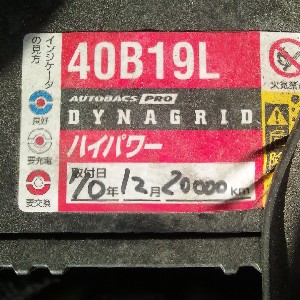 インジケータの見方
40B19L
良好
要充電
要交換
AUTOBACS PRO
DYNAGRID
ハイパワー
取付日
10年12月20000km
火気禁
危険